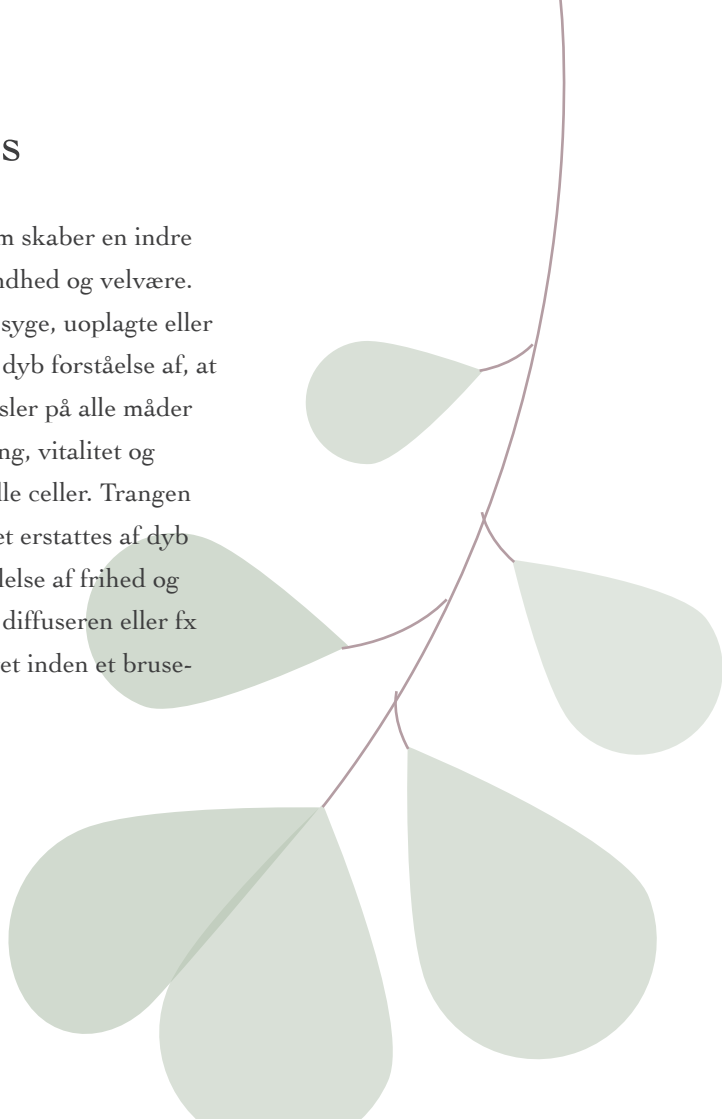 s
m skaber en indre
ndhed og velvære.
syge, uoplagte eller
dyb forståelse af, at
sler på alle måder
ng, vitalitet og
lle celler. Trangen
et erstattes af dyb
lelse af frihed og
diffuseren eller fx
et inden et bruse-